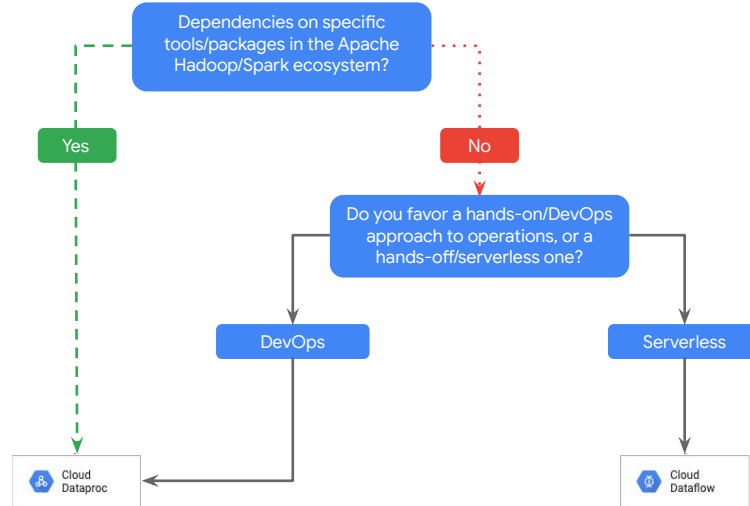 Dependencies on specific
tools/packages in the Apache
Hadoop/Spark ecosystem?
Yes
No
Do you favor a hands-on/DevOps
approach to operations, or a
hands-off/serverless one?
DevOps
Serverless
Cloud
Dataproc
Cloud
Dataflow